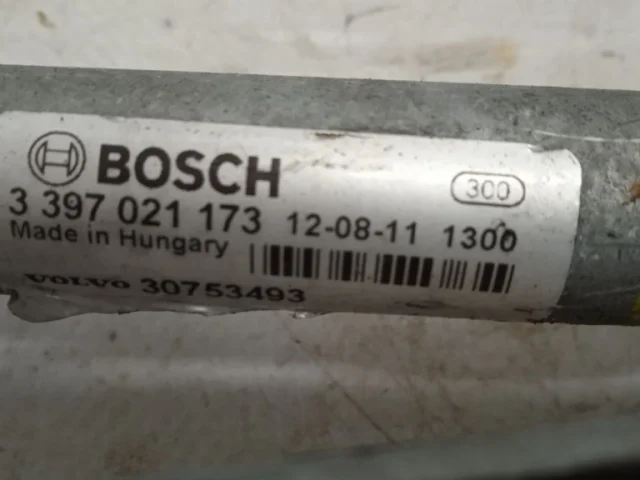 BOSCH 300
3 397 021 173 12-08-11 1300
Made in Hungary
VOLVO 30753493